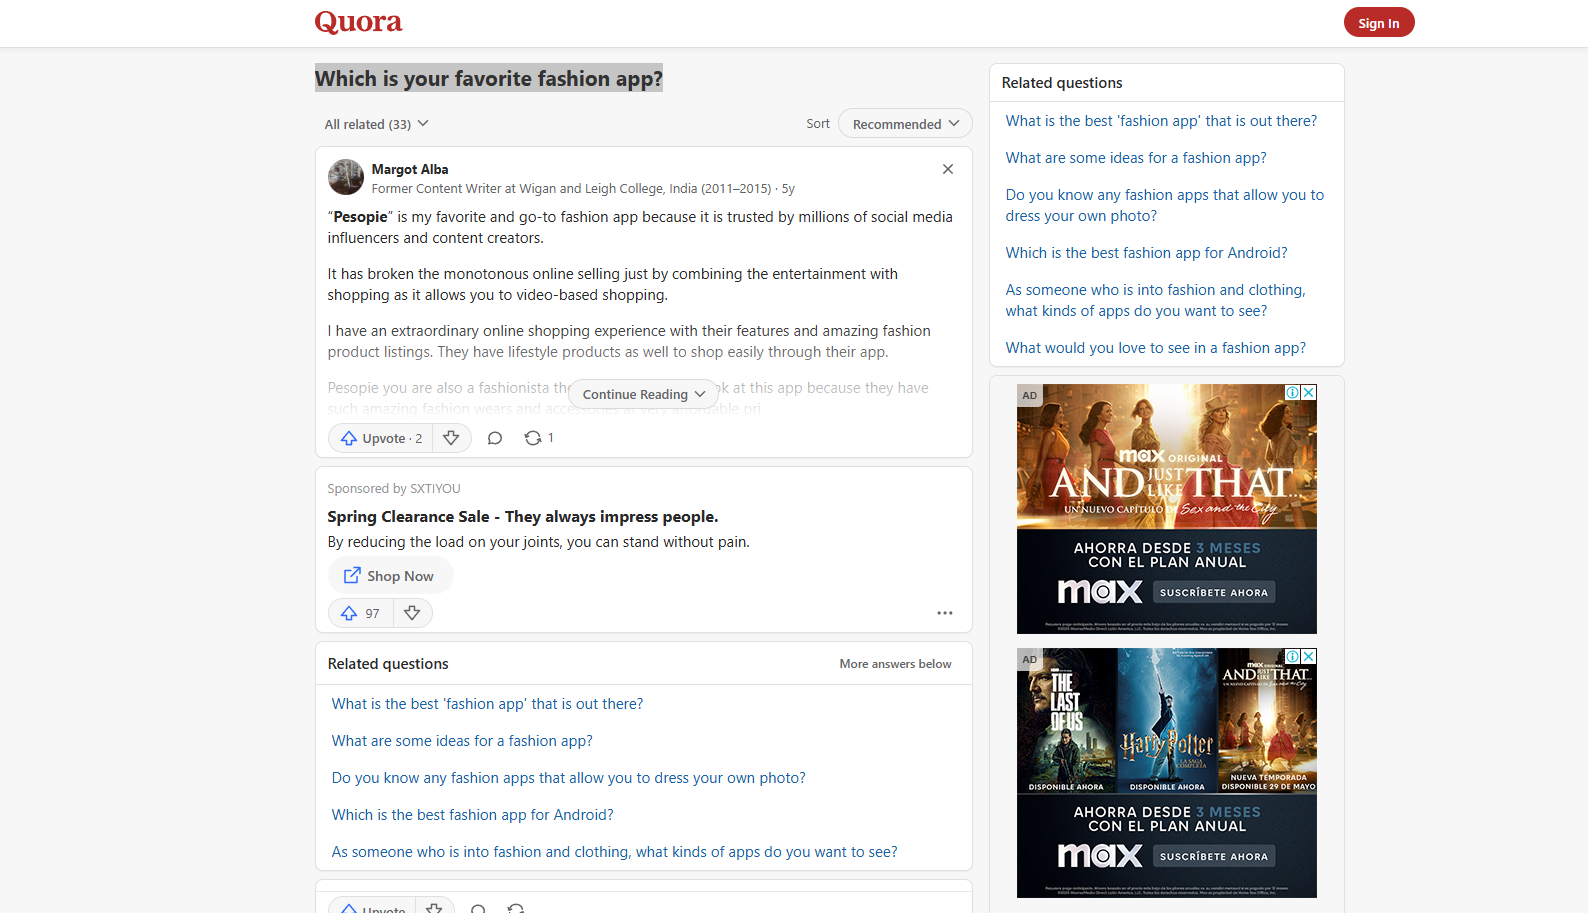 Quora
Sign In
Which is your favorite fashion app?
All related (33)
Sort
Recommended
Margot Alba
Former Content Writer at Wigan and Leigh College, India (2011–2015) · 5y
“Pesopie” is my favorite and go-to fashion app because it is trusted by millions of social media
influencers and content creators.
It has broken the monotonous online selling just by combining the entertainment with
shopping as it allows you to video-based shopping.
I have an extraordinary online shopping experience with their features and amazing fashion
product listings. They have lifestyle products as well to shop easily through their app.
Pesopie you are also a fashionista the
at this app because they have
such amazing fashion wears and accessories at very affordable pri
Continue Reading
Upvote · 2
1
Sponsored by SXTIYOU
Spring Clearance Sale - They always impress people.
By reducing the load on your joints, you can stand without pain.
Shop Now
97
Related questions
More answers below
What is the best 'fashion app' that is out there?
What are some ideas for a fashion app?
Do you know any fashion apps that allow you to dress your own photo?
Which is the best fashion app for Android?
As someone who is into fashion and clothing, what kinds of apps do you want to see?
Upvote
Related questions
What is the best 'fashion app' that is out there?
What are some ideas for a fashion app?
Do you know any fashion apps that allow you to
dress your own photo?
Which is the best fashion app for Android?
As someone who is into fashion and clothing,
what kinds of apps do you want to see?
What would you love to see in a fashion app?
AD
max ORIGINAL
AND JUST LIKE THAT...
UN NUEVO CAPÍTULO DE Sex and the City
AHORRA DESDE 3 MESES
CON EL PLAN ANUAL
max
SUSCRÍBETE AHORA
AD
THE
LAST
OF US
DISPONIBLE AHORA
Harry Potter
LA SAGA
COMPLETA
DISPONIBLE AHORA
max ORIGINAL
AND JUST LIKE THAT...
NUEVA TEMPORADA
DISPONIBLE 29 DE MAYO
AHORRA DESDE 3 MESES
CON EL PLAN ANUAL
max
SUSCRÍBETE AHORA